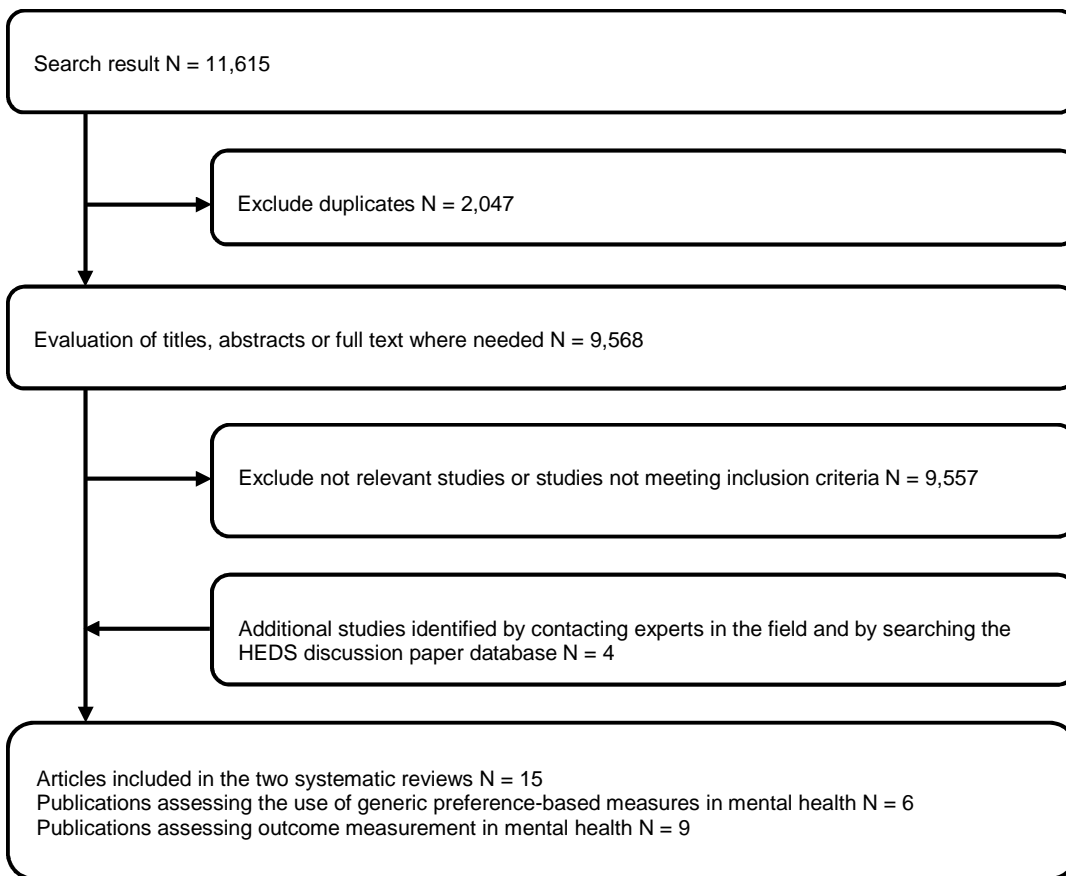 Search result N = 11,615
Exclude duplicates N = 2,047
Evaluation of titles, abstracts or full text where needed N = 9,568
Exclude not relevant studies or studies not meeting inclusion criteria N = 9,557
Additional studies identified by contacting experts in the field and by searching the
HEDS discussion paper database N = 4
Articles included in the two systematic reviews N = 15
Publications assessing the use of generic preference-based measures in mental health N = 6
Publications assessing outcome measurement in mental health N = 9